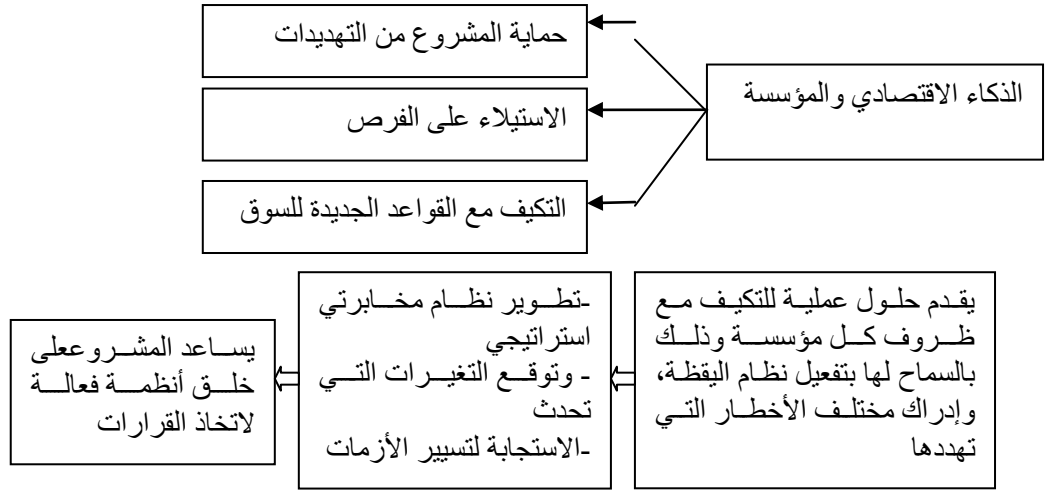 الذكاء الاقتصادي والمؤسسة
حماية المشروع من التهديدات
الاستيلاء على الفرص
التكيف مع القواعد الجديدة للسوق
يقدم حلول عملية للتكيف مع
ظروف كل مؤسسة وذلك
بالسماح لها بتفعيل نظام اليقظة،
وإدراك مختلف الأخطار التي
تهددها
-تطوير نظام مخابرتي
استراتيجي
- وتوقع التغيرات التي
تحدث
-الاستجابة لتسيير الأزمات
يساعد المشروععلى
خلق أنظمة فعالة
لاتخاذ القرارات